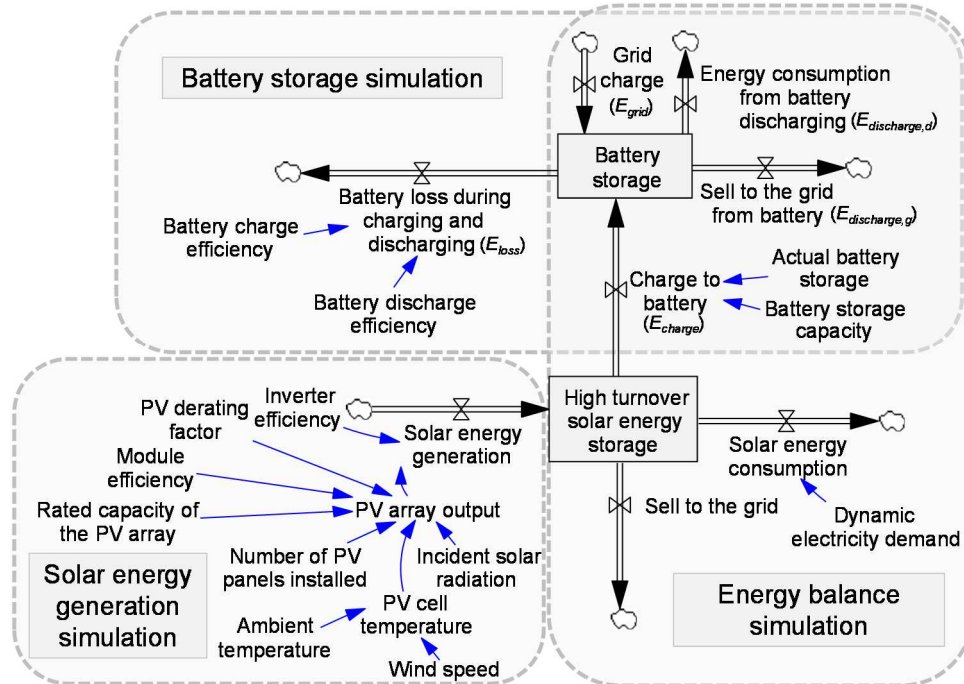 Battery storage simulation
Grid
charge
(E_grid)
Energy consumption
from battery
discharging (E_discharge,d)
Battery
storage
Sell to the grid
from battery (E_discharge,g)
Battery loss during
charging and
discharging (E_loss)
Battery charge
efficiency
Battery discharge
efficiency
Charge to
battery
(E_charge)
Actual battery
storage
Battery storage
capacity
High turnover
solar energy
storage
Inverter
efficiency
PV derating
factor
Solar energy
generation
Module
efficiency
Rated capacity of
the PV array
PV array output
Number of PV
panels installed
Incident solar
radiation
PV cell
temperature
Ambient
temperature
Wind speed
Solar energy
generation
simulation
Solar energy
consumption
Sell to the grid
Dynamic
electricity demand
Energy balance
simulation